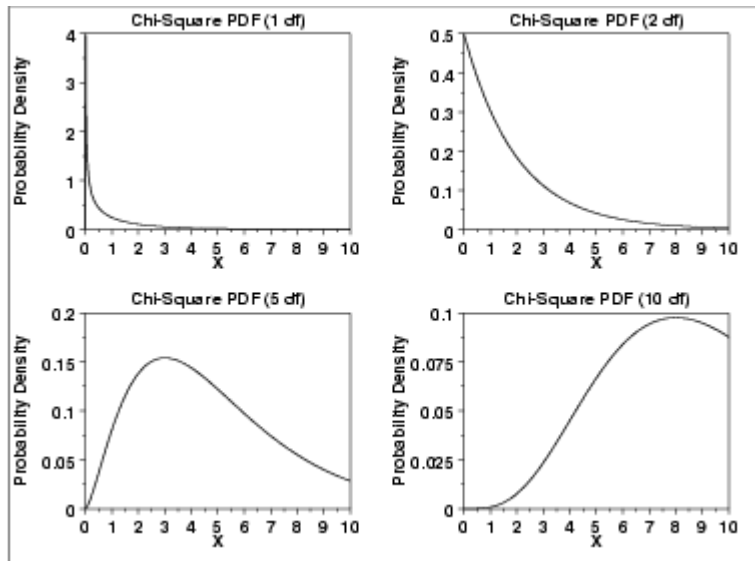 Chi-Square PDF (1 df)
Probability Density
4
3
2
1
0
0 1 2 3 4 5 6 7 8 9 10
X
Chi-Square PDF (2 df)
Probability Density
0.5
0.4
0.3
0.2
0.1
0
0 1 2 3 4 5 6 7 8 9 10
X
Chi-Square PDF (5 df)
Probability Density
0.2
0.15
0.1
0.05
0
0 1 2 3 4 5 6 7 8 9 10
X
Chi-Square PDF (10 df)
Probability Density
0.1
0.075
0.05
0.025
0
0 1 2 3 4 5 6 7 8 9 10
X